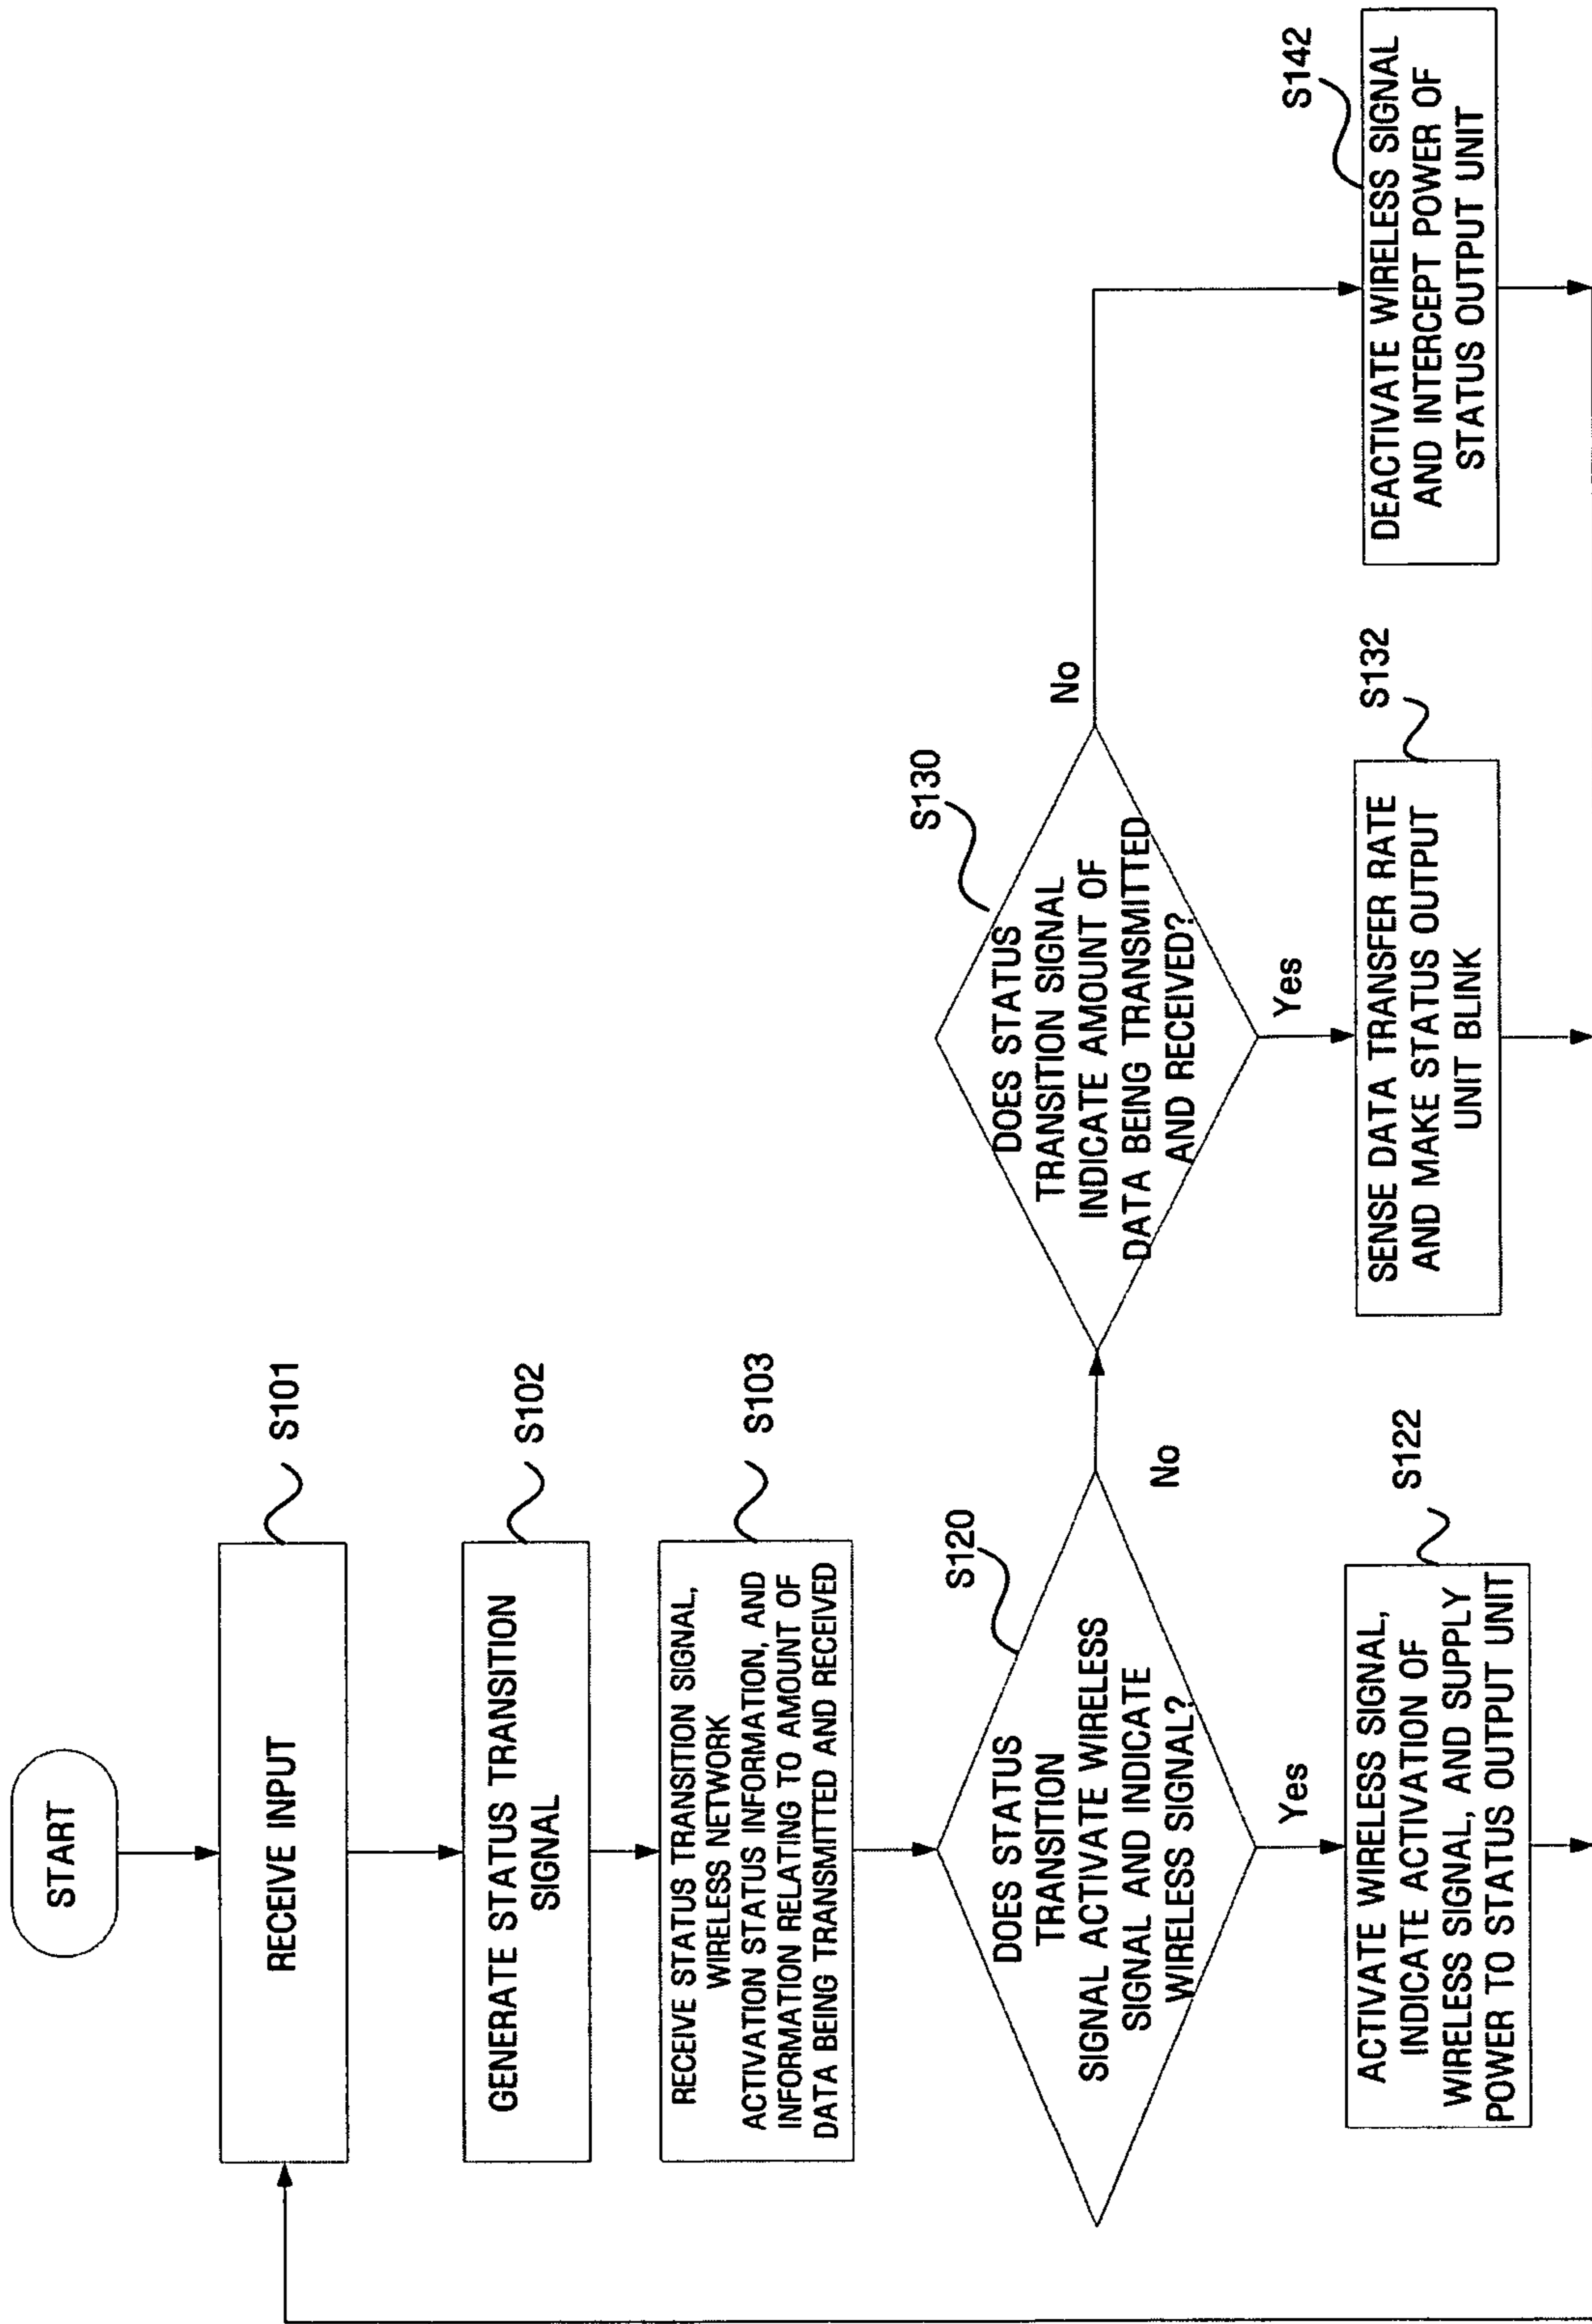 START
S101
RECEIVE INPUT
S102
GENERATE STATUS TRANSITION
SIGNAL
S103
RECEIVE STATUS TRANSITION SIGNAL,
WIRELESS NETWORK
ACTIVATION STATUS INFORMATION, AND
INFORMATION RELATING TO AMOUNT OF
DATA BEING TRANSMITTED AND RECEIVED
S120
DOES STATUS
TRANSITION
SIGNAL ACTIVATE WIRELESS
SIGNAL AND INDICATE
WIRELESS SIGNAL?
No
Yes
S130
DOES STATUS
TRANSITION SIGNAL
INDICATE AMOUNT OF
DATA BEING TRANSMITTED
AND RECEIVED?
No
Yes
S122
ACTIVATE WIRELESS SIGNAL,
INDICATE ACTIVATION OF
WIRELESS SIGNAL, AND SUPPLY
POWER TO STATUS OUTPUT UNIT
S132
SENSE DATA TRANSFER RATE
AND MAKE STATUS OUTPUT
UNIT BLINK
S142
DEACTIVATE WIRELESS SIGNAL
AND INTERCEPT POWER OF
STATUS OUTPUT UNIT